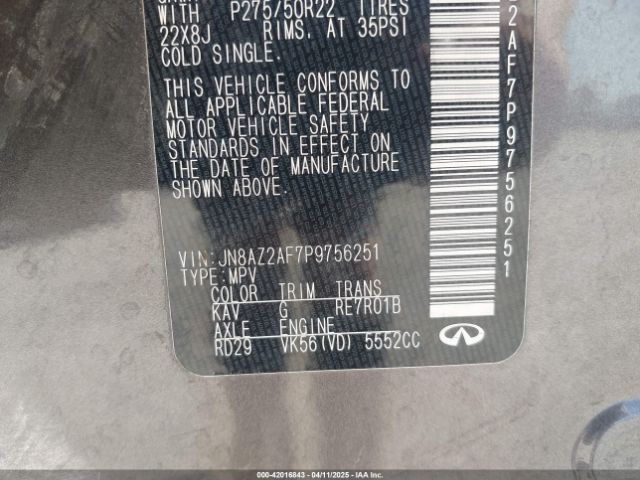 WITH P275/50R22 TIRES
22X8J RIMS. AT 35PSI
COLD SINGLE.
THIS VEHICLE CONFORMS TO
ALL APPLICABLE FEDERAL
MOTOR VEHICLE SAFETY
STANDARDS IN EFFECT ON
THE DATE OF MANUFACTURE
SHOWN ABOVE.
VIN:JN8AZ2AF7P9756251
TYPE:MPV
COLOR TRIM TRANS
KAV G RE7R01B
AXLE ENGINE
RD29 VK56(VD) 5552CC
2AF7P9756251
000-42016843 - 04/11/2025 - IAAI.COM